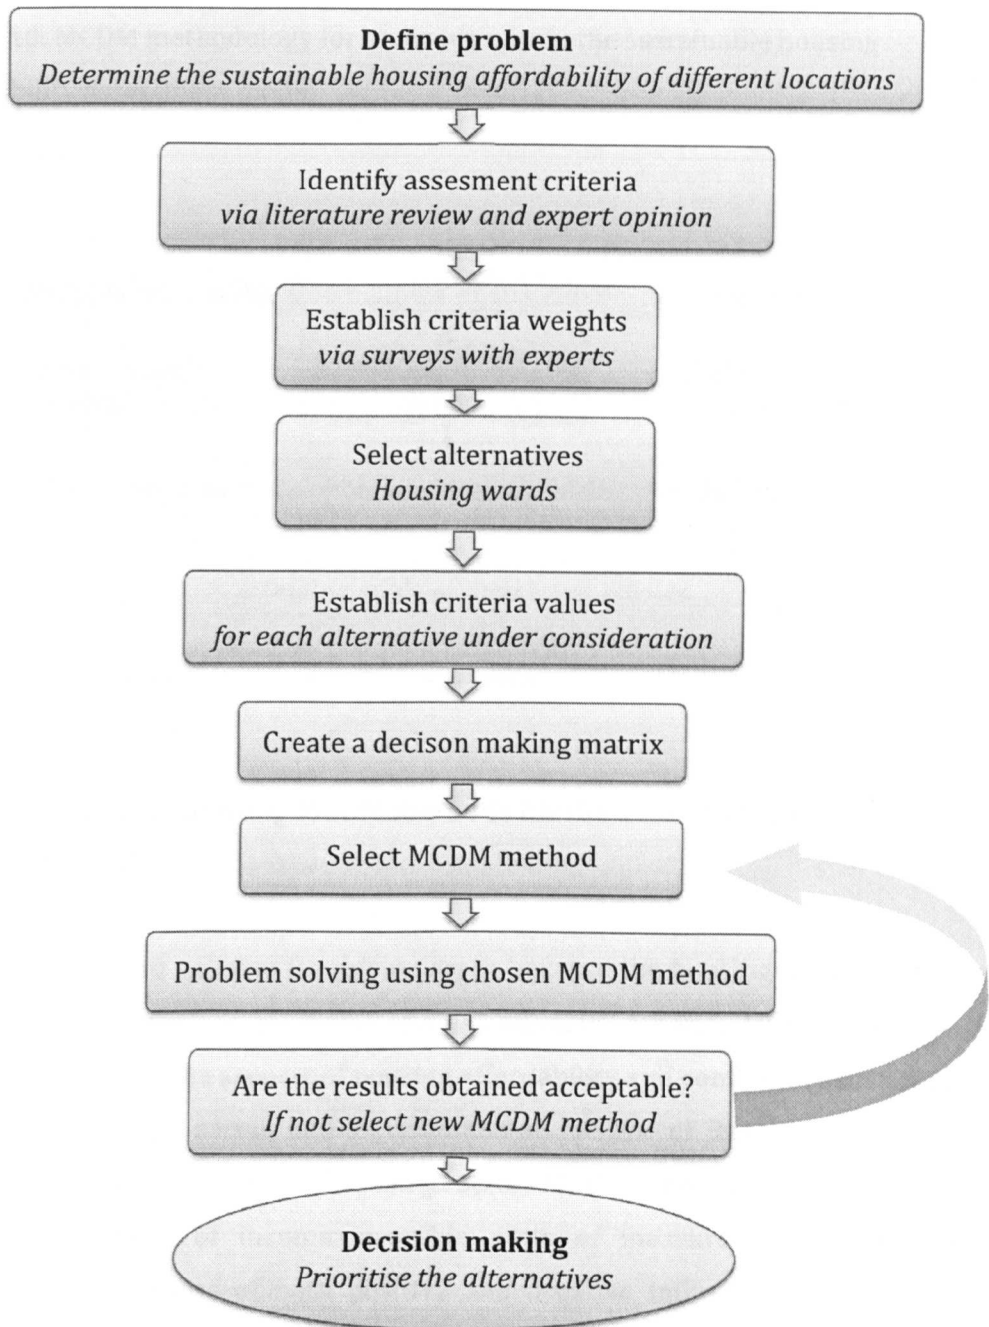 Define problem
Determine the sustainable housing affordability of different locations
Identify assesment criteria
via literature review and expert opinion
Establish criteria weights
via surveys with experts
Select alternatives
Housing wards
Establish criteria values
for each alternative under consideration
Create a decison making matrix
Select MCDM method
Problem solving using chosen MCDM method
Are the results obtained acceptable?
If not select new MCDM method
Decision making
Prioritise the alternatives